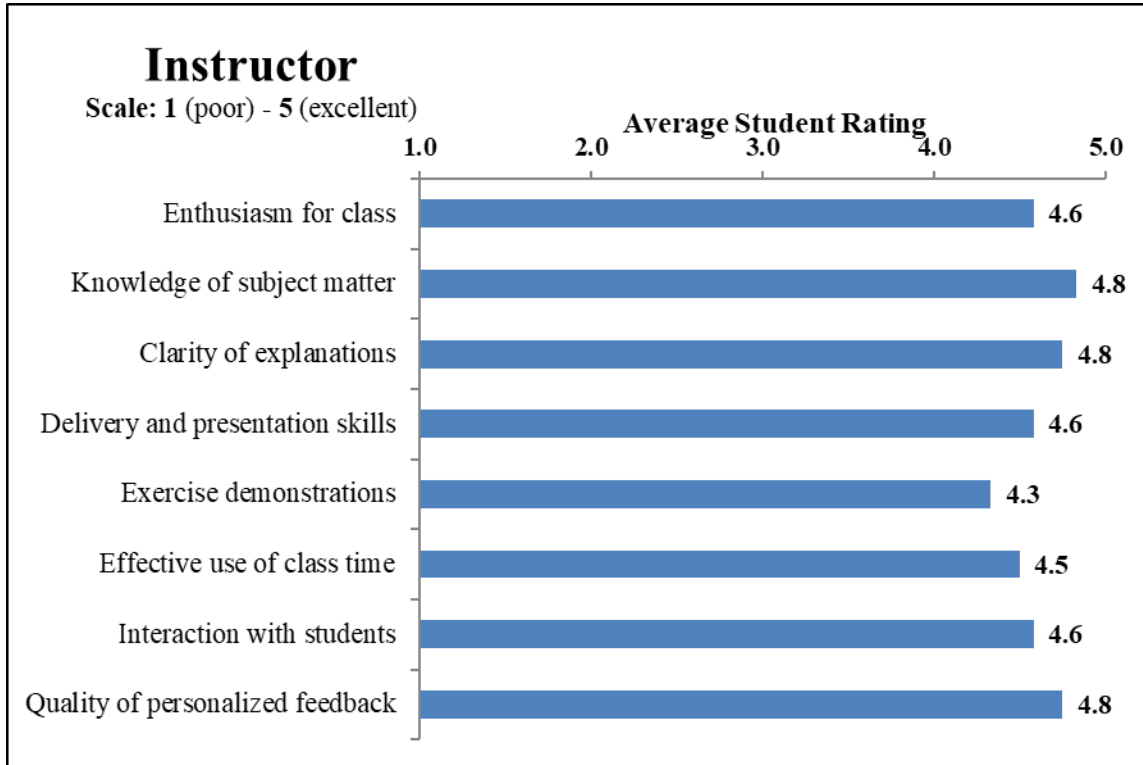 Instructor
Scale: 1 (poor) - 5 (excellent)
Average Student Rating
1.0 2.0 3.0 4.0 5.0
Enthusiasm for class 4.6
Knowledge of subject matter 4.8
Clarity of explanations 4.8
Delivery and presentation skills 4.6
Exercise demonstrations 4.3
Effective use of class time 4.5
Interaction with students 4.6
Quality of personalized feedback 4.8